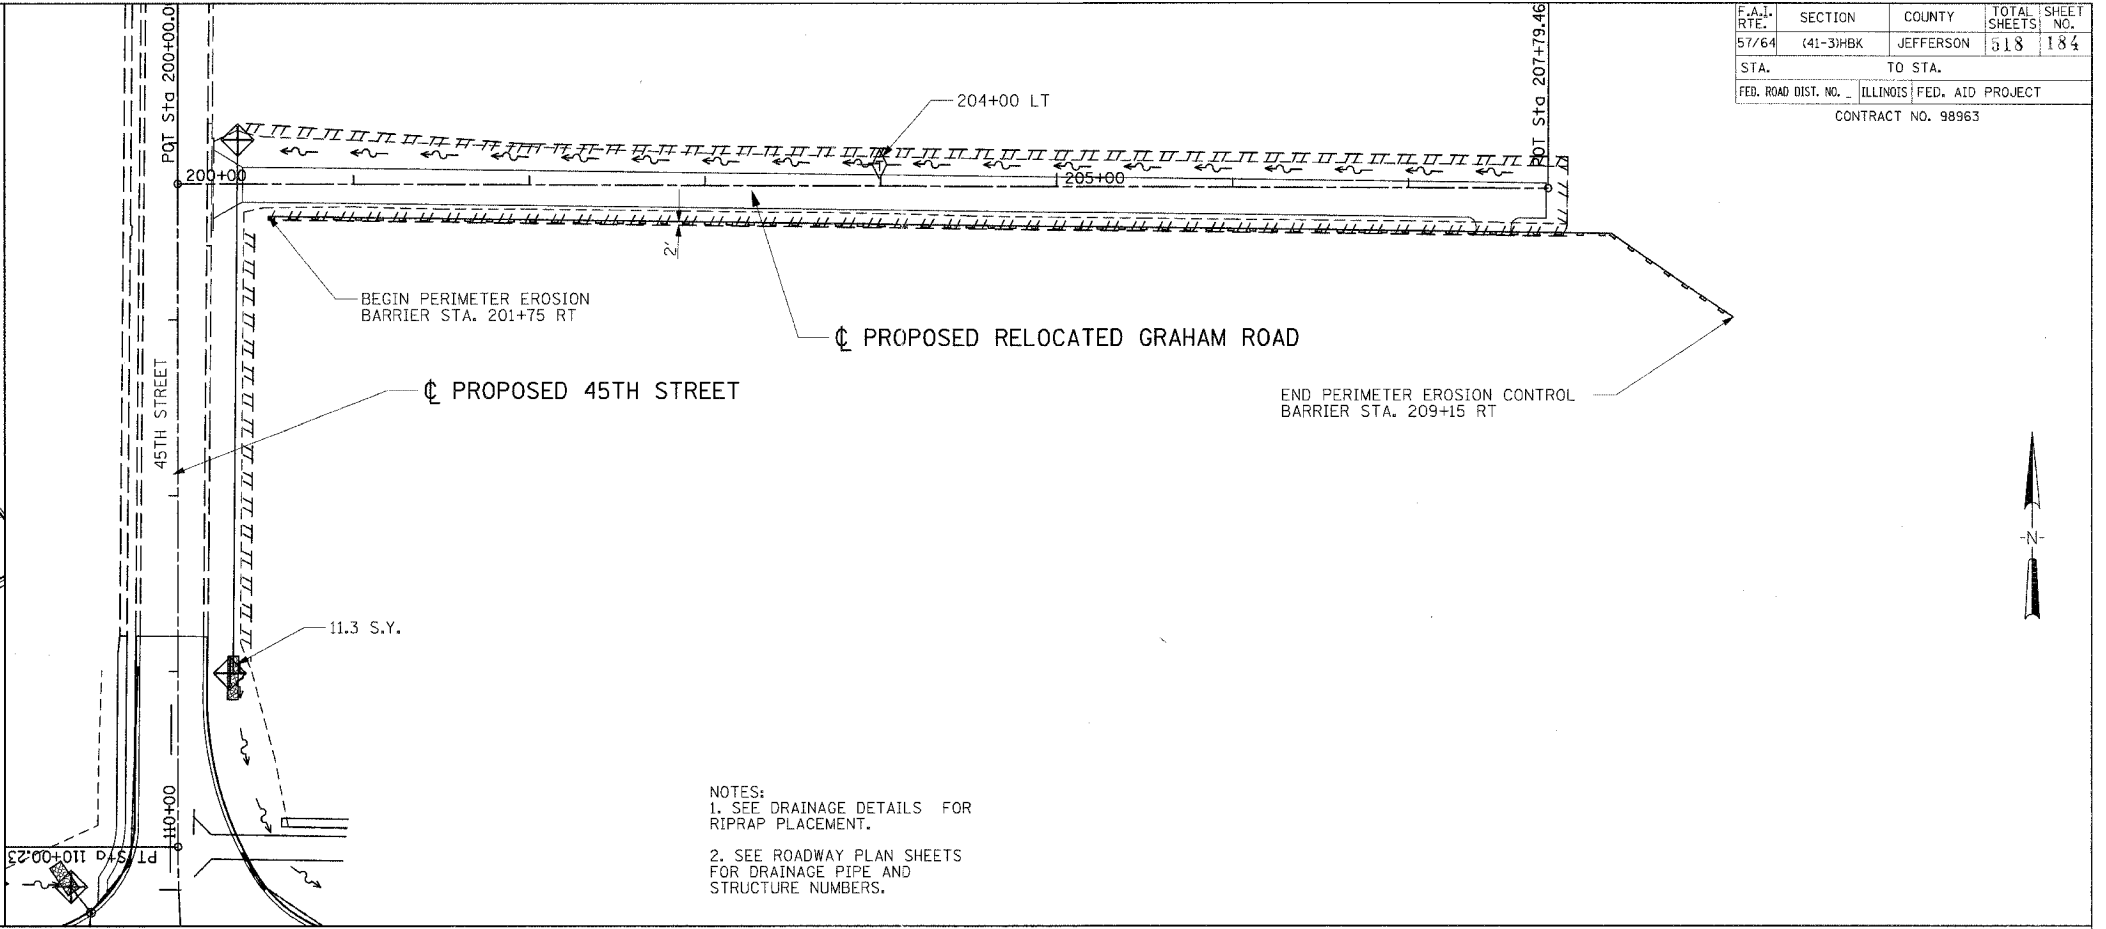 F.A.I. RTE. SECTION COUNTY TOTAL SHEETS SHEET NO.
57/64 (41-3)HBK JEFFERSON 518 184
STA. TO STA.
FED. ROAD DIST. NO. _ ILLINOIS FED. AID PROJECT
CONTRACT NO. 98963
POT Sta 200+00.0
POT Sta 207+79.46
204+00 LT
200+00
205+00
2'
BEGIN PERIMETER EROSION
BARRIER STA. 201+75 RT
℄ PROPOSED RELOCATED GRAHAM ROAD
℄ PROPOSED 45TH STREET
45TH STREET
END PERIMETER EROSION CONTROL
BARRIER STA. 209+15 RT
-N-
11.3 S.Y.
110+00
PT Sta 110+00.23
NOTES:
1. SEE DRAINAGE DETAILS FOR
RIPRAP PLACEMENT.
2. SEE ROADWAY PLAN SHEETS
FOR DRAINAGE PIPE AND
STRUCTURE NUMBERS.